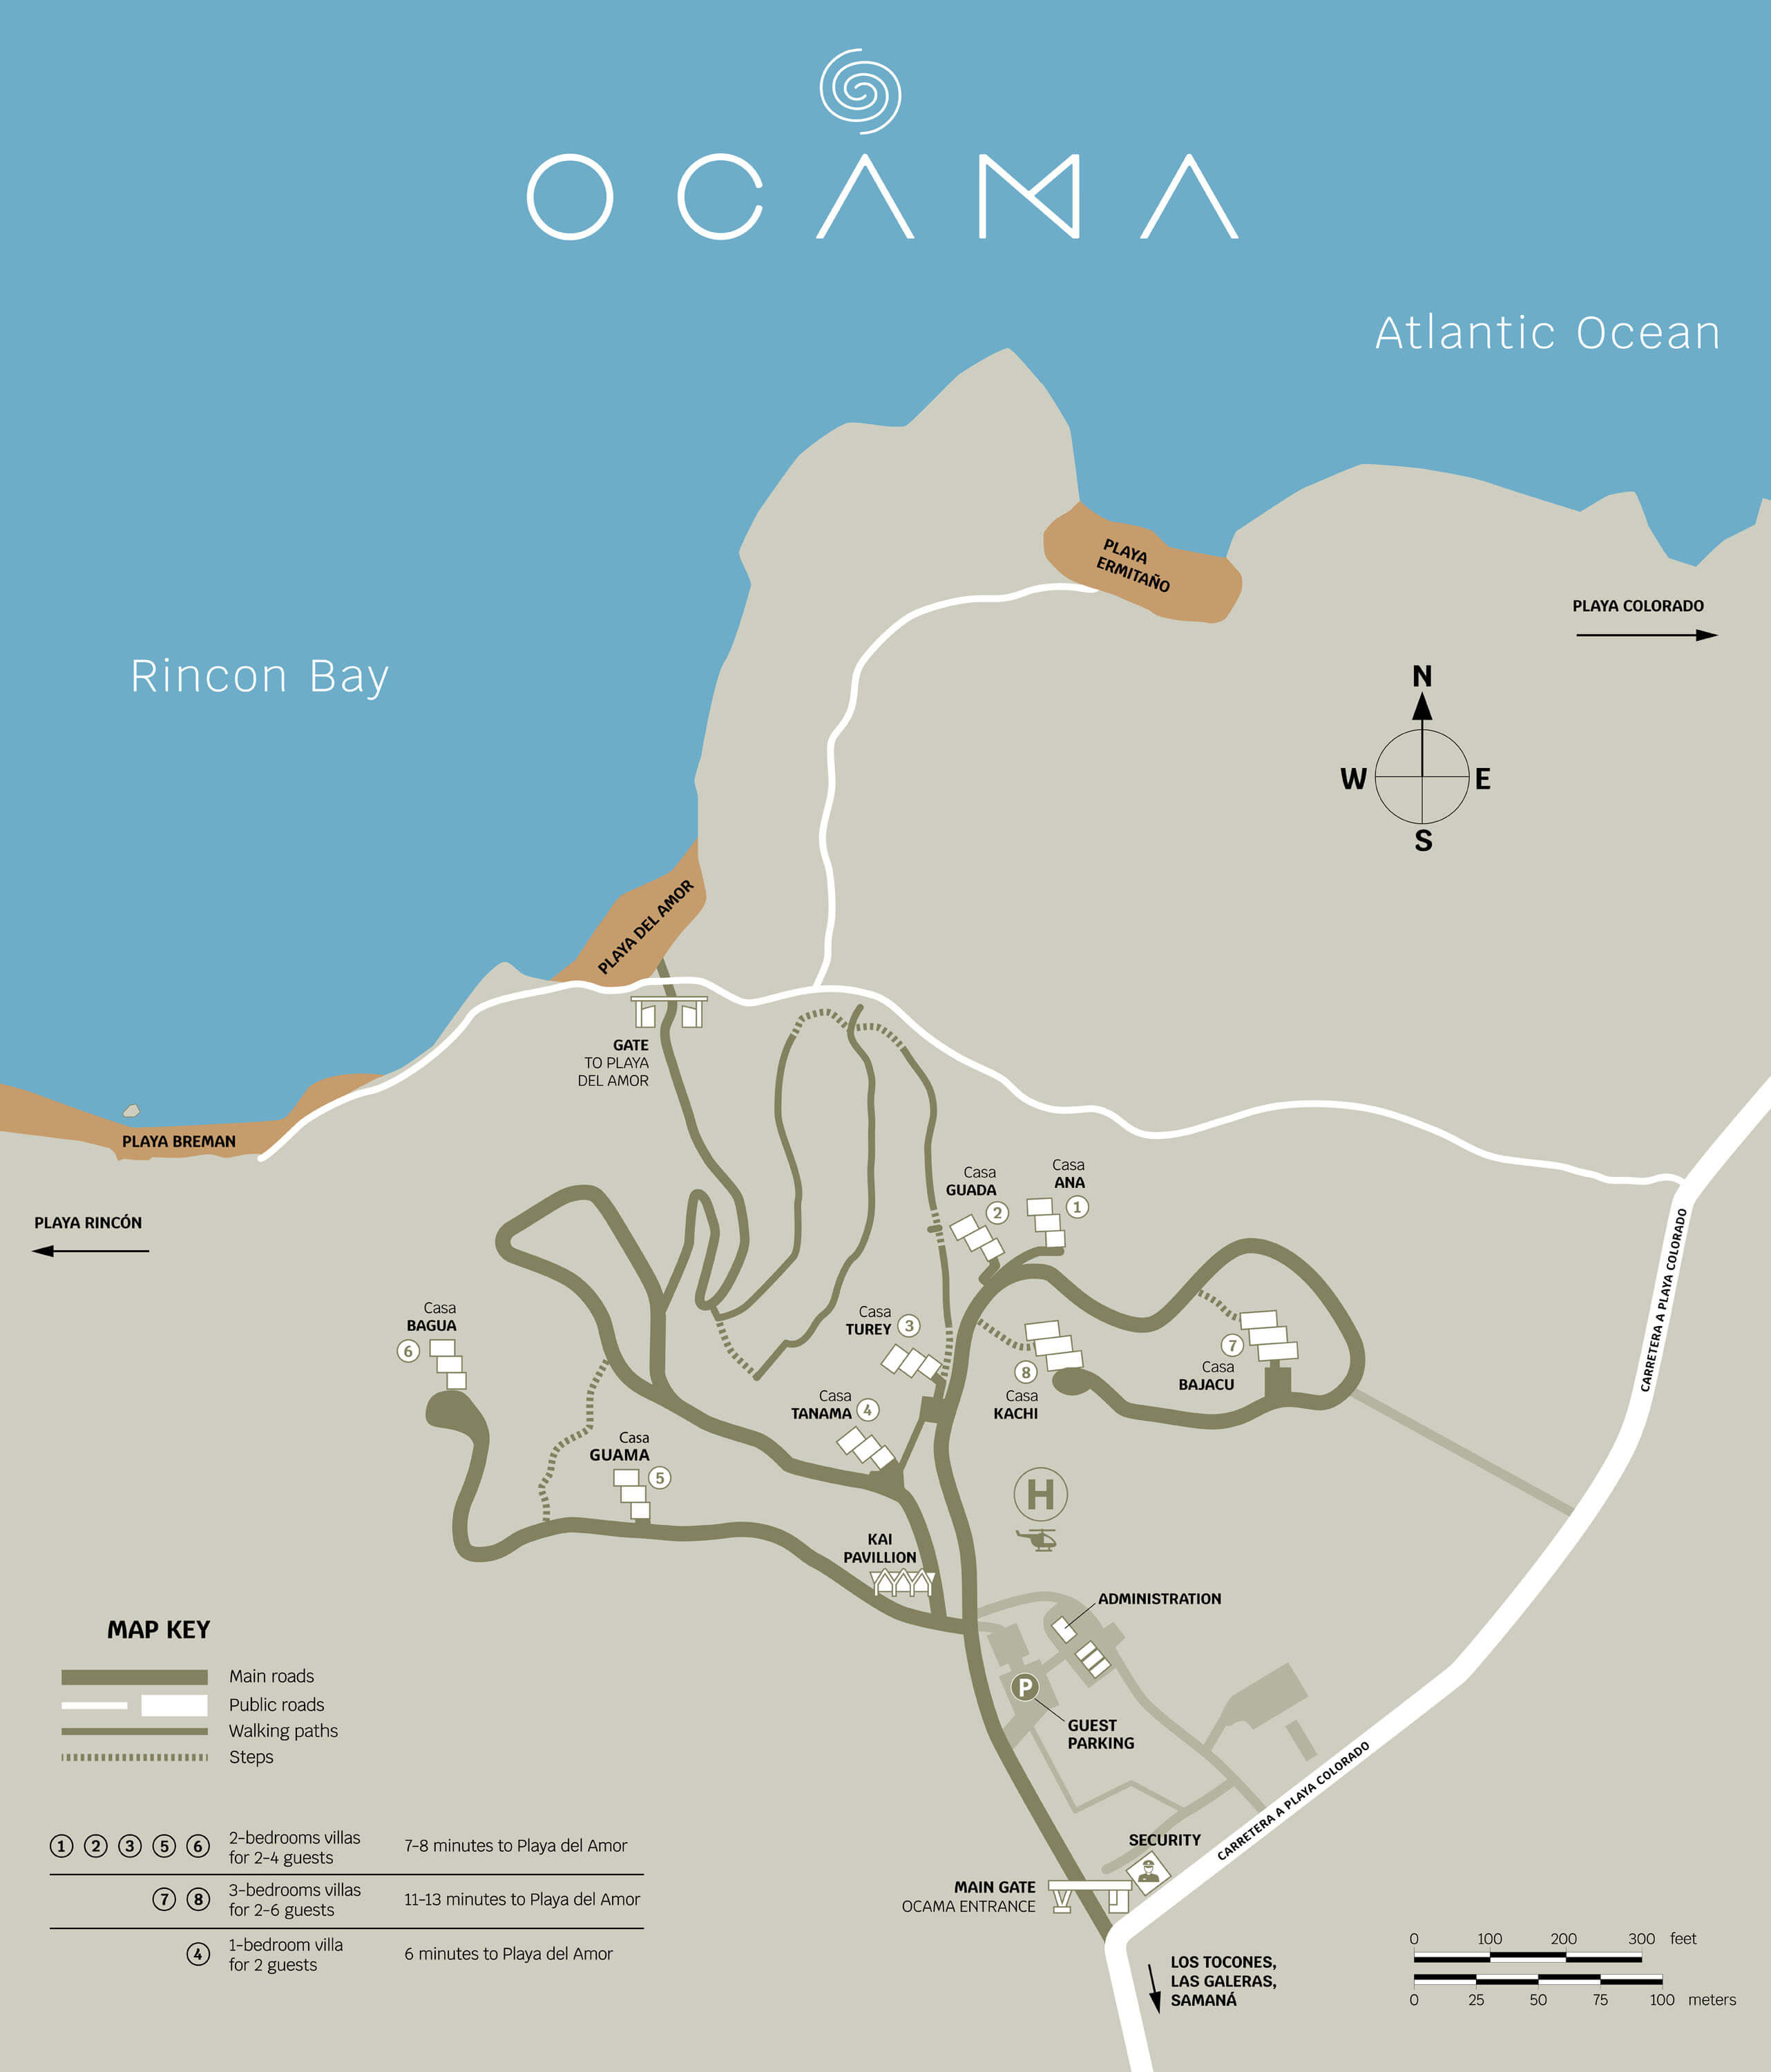 OCAMA
Atlantic Ocean
Rincon Bay
PLAYA
ERMITAÑO
PLAYA COLORADO
N
W
E
S
PLAYA DEL AMOR
GATE
TO PLAYA
DEL AMOR
PLAYA BREMAN
PLAYA RINCÓN
Casa
GUADA
2
Casa
ANA
1
CARRETERA A PLAYA COLORADO
Casa
BAGUA
6
Casa
TUREY
3
7
Casa
BAJACU
8
Casa
KACHI
Casa
TANAMA
4
Casa
GUAMA
5
H
KAI
PAVILLION
ADMINISTRATION
P
GUEST
PARKING
CARRETERA A PLAYA COLORADO
SECURITY
MAIN GATE
OCAMA ENTRANCE
LOS TOCONES,
LAS GALERAS,
SAMANÁ
MAP KEY
Main roads
Public roads
Walking paths
Steps
1 2 3 5 6 2-bedrooms villas
for 2-4 guests
7-8 minutes to Playa del Amor
7 8 3-bedrooms villas
for 2-6 guests
11-13 minutes to Playa del Amor
4 1-bedroom villa
for 2 guests
6 minutes to Playa del Amor
0 100 200 300 feet
0 25 50 75 100 meters